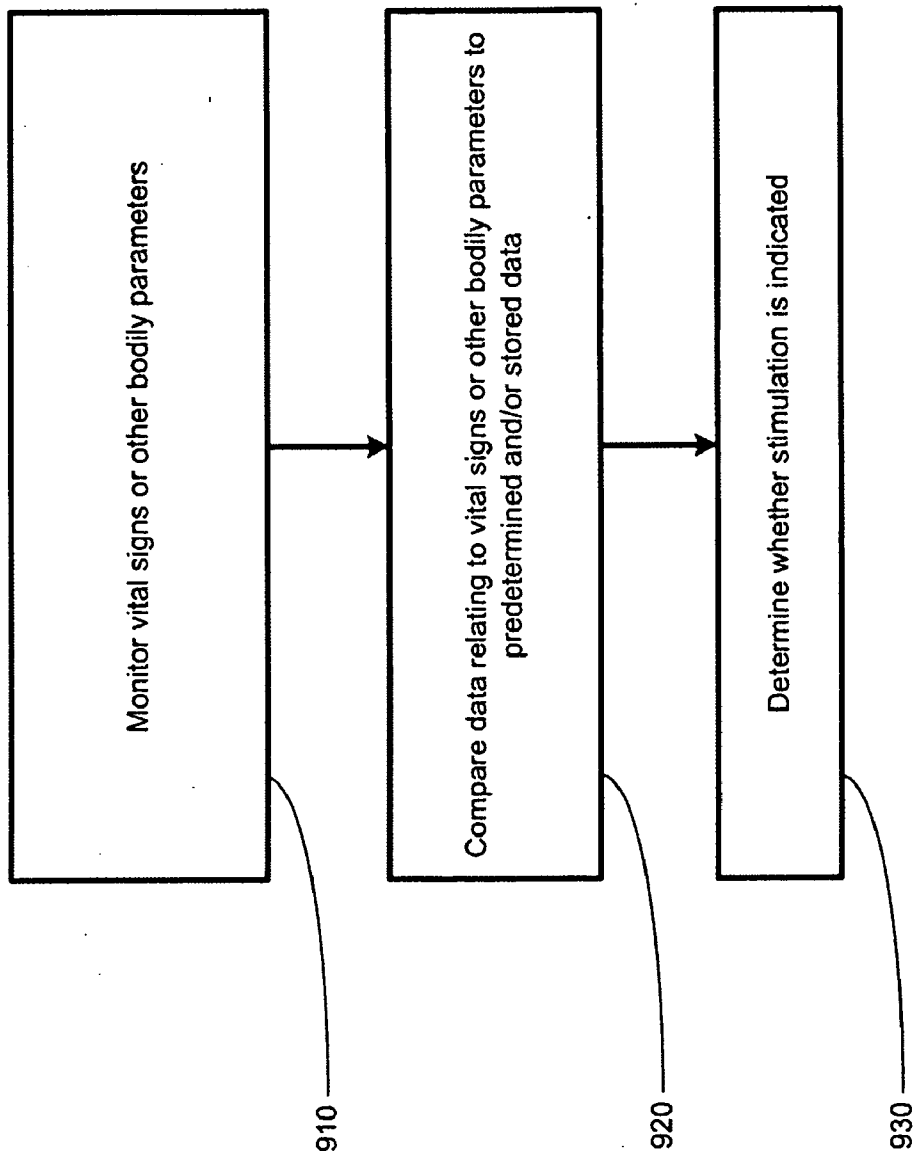 Monitor vital signs or other bodily parameters
910
Compare data relating to vital signs or other bodily parameters to
predetermined and/or stored data
920
Determine whether stimulation is indicated
930